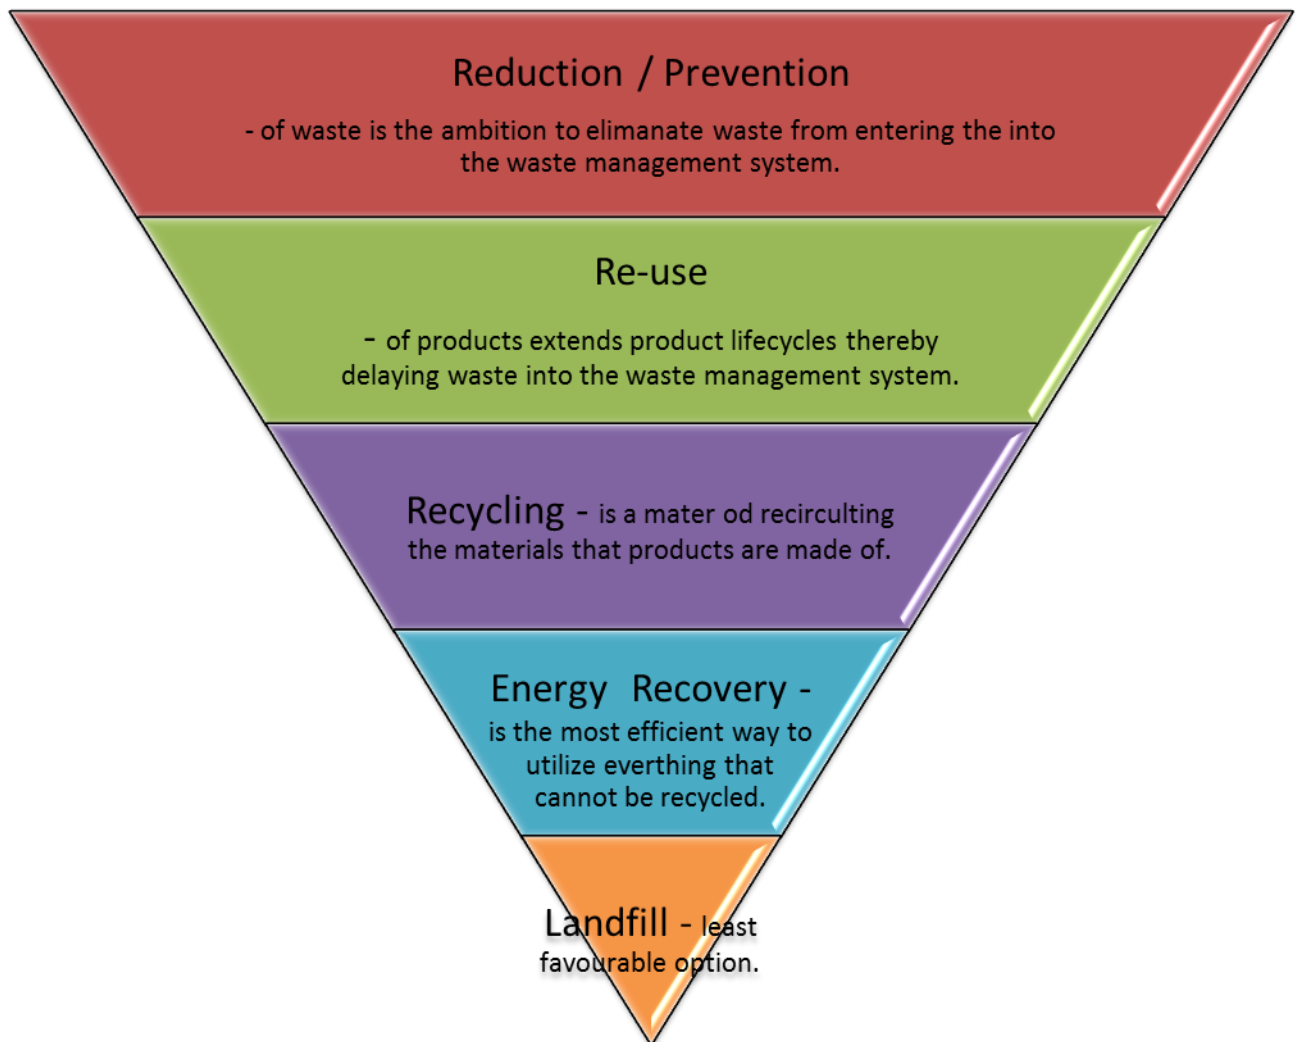 Reduction / Prevention
- of waste is the ambition to elimanate waste from entering the into
the waste management system.
Re-use
- of products extends product lifecycles thereby
delaying waste into the waste management system.
Recycling - is a mater od recirculting
the materials that products are made of.
Energy Recovery -
is the most efficient way to
utilize everthing that
cannot be recycled.
Landfill - least
favourable option.